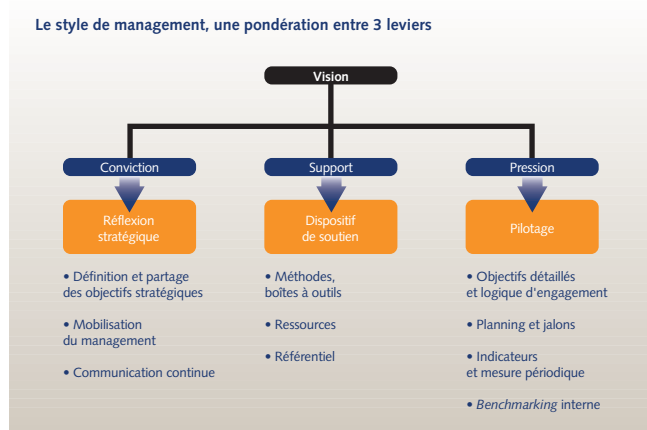 Le style de management, une pondération entre 3 leviers
Vision
Conviction
Support
Pression
Réflexion
stratégique
Dispositif
de soutien
Pilotage
• Définition et partage
des objectifs stratégiques
• Mobilisation
du management
• Communication continue
• Méthodes,
boîtes à outils
• Ressources
• Référentiel
• Objectifs détaillés
et logique d'engagement
• Planning et jalons
• Indicateurs
et mesure périodique
• Benchmarking interne